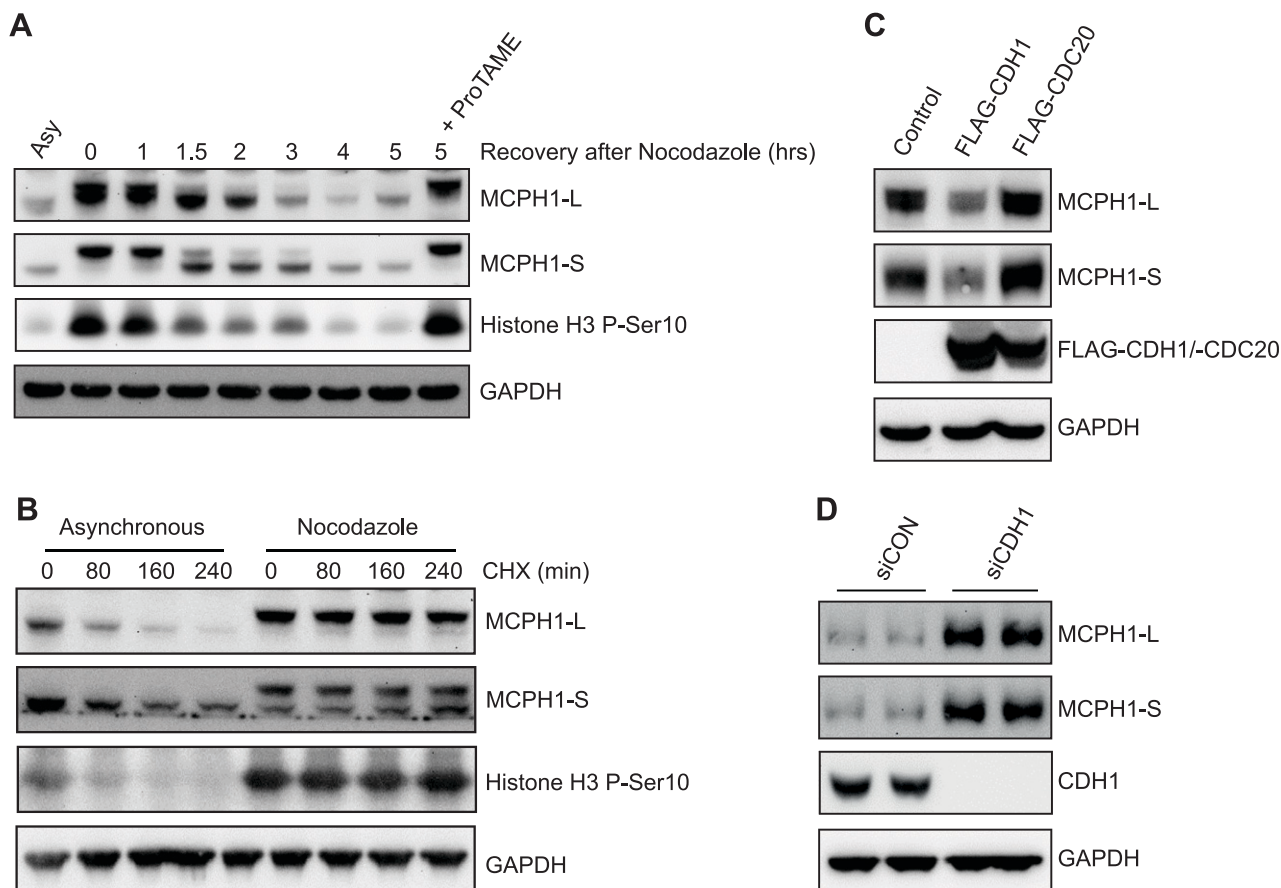 A
Asy 0 1 1.5 2 3 4 5 5 + ProTAME Recovery after Nocodazole (hrs)
MCPH1-L
MCPH1-S
Histone H3 P-Ser10
GAPDH
B
Asynchronous Nocodazole
0 80 160 240 0 80 160 240 CHX (min)
MCPH1-L
MCPH1-S
Histone H3 P-Ser10
GAPDH
C
Control FLAG-CDH1 FLAG-CDC20
MCPH1-L
MCPH1-S
FLAG-CDH1/-CDC20
GAPDH
D
siCON siCDH1
MCPH1-L
MCPH1-S
CDH1
GAPDH